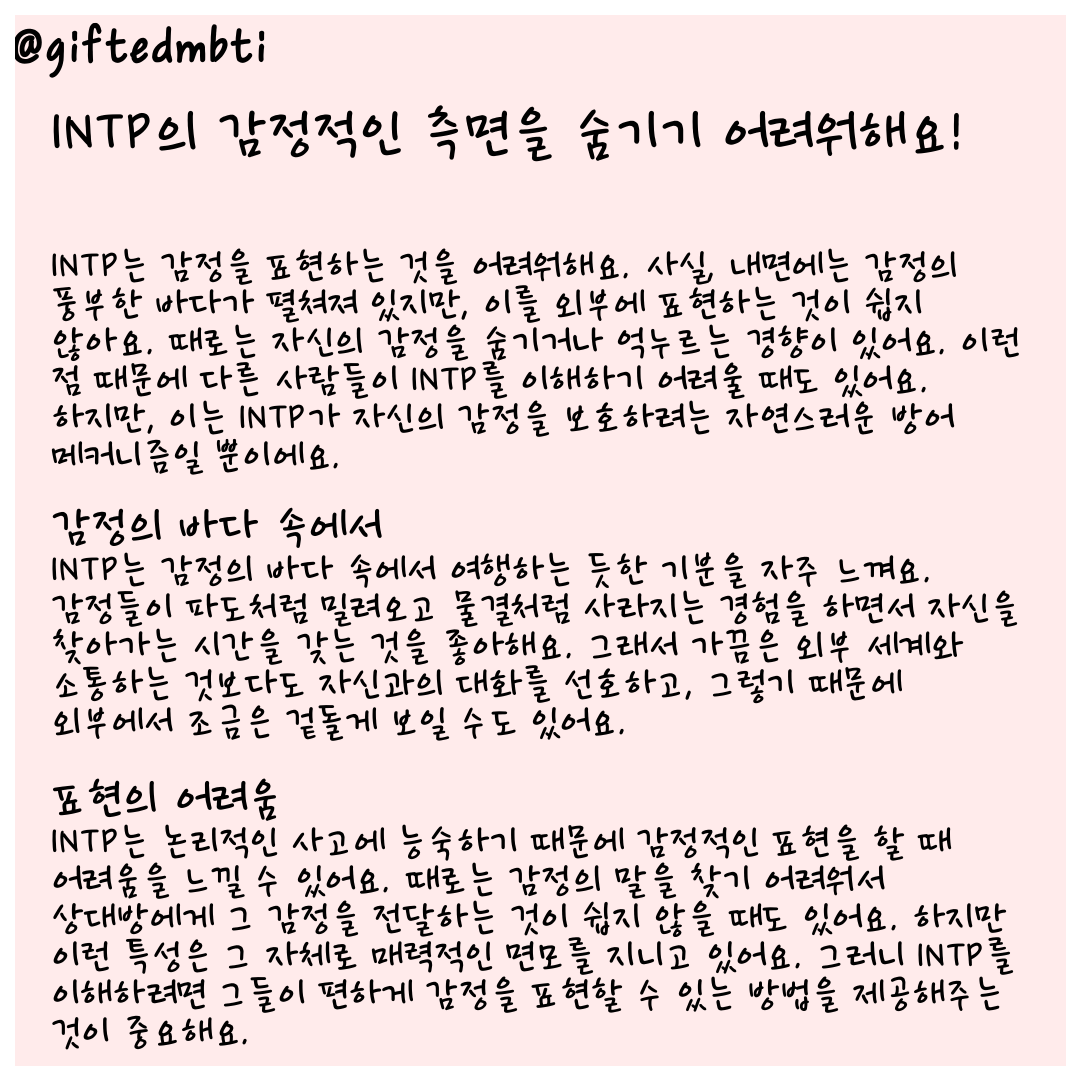 @giftedmbti
INTP의 감정적인 측면을 숨기기 어려워해요!
INTP는 감정을 표현하는 것을 어려워해요. 사실, 내면에는 감정의
풍부한 바다가 펼쳐져 있지만, 이를 외부에 표현하는 것이 쉽지
않아요. 때로는 자신의 감정을 숨기거나 억누르는 경향이 있어요. 이런
점 때문에 다른 사람들이 INTP를 이해하기 어려울 때도 있어요.
하지만, 이는 INTP가 자신의 감정을 보호하려는 자연스러운 방어
메커니즘일 뿐이에요.
감정의 바다 속에서
INTP는 감정의 바다 속에서 여행하는 듯한 기분을 자주 느껴요.
감정들이 파도처럼 밀려오고 물결처럼 사라지는 경험을 하면서 자신을
찾아가는 시간을 갖는 것을 좋아해요. 그래서 가끔은 외부 세계와
소통하는 것보다도 자신과의 대화를 선호하고, 그렇기 때문에
외부에서 조금은 겉돌게 보일 수도 있어요.
표현의 어려움
INTP는 논리적인 사고에 능숙하기 때문에 감정적인 표현을 할 때
어려움을 느낄 수 있어요. 때로는 감정의 말을 찾기 어려워서
상대방에게 그 감정을 전달하는 것이 쉽지 않을 때도 있어요. 하지만
이런 특성은 그 자체로 매력적인 면모를 지니고 있어요. 그러니 INTP를
이해하려면 그들이 편하게 감정을 표현할 수 있는 방법을 제공해주는
것이 중요해요.